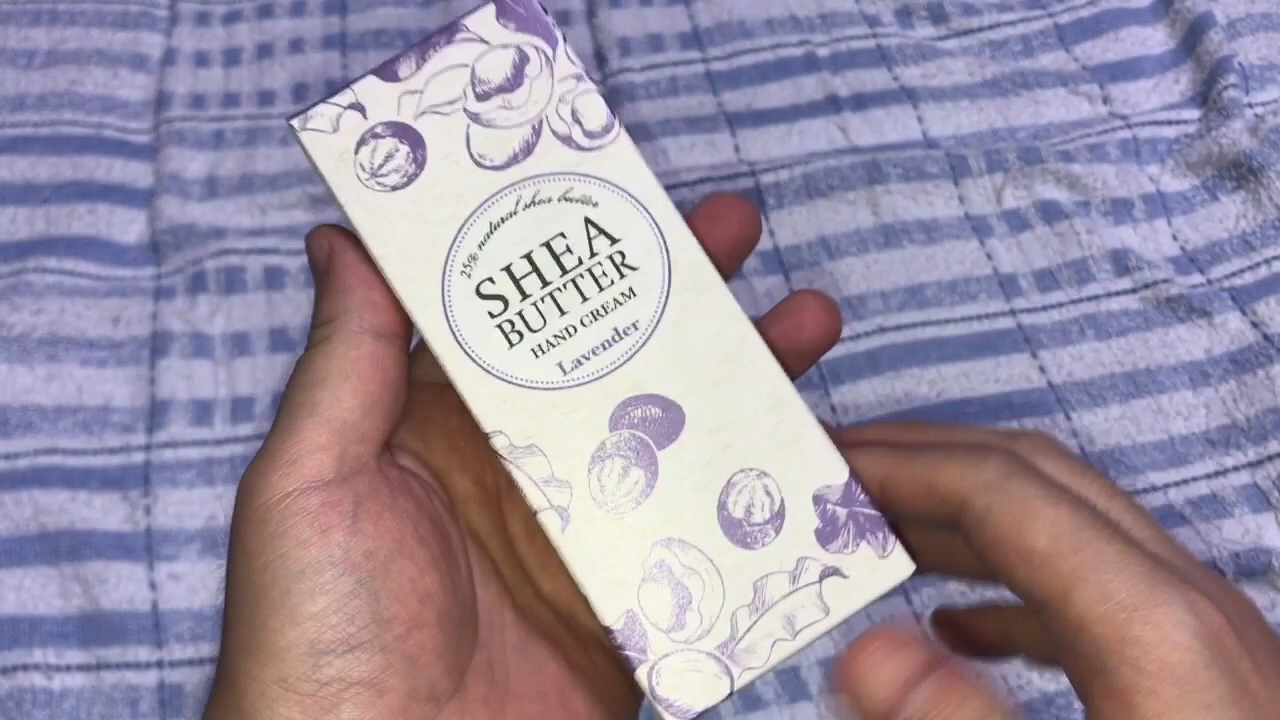 25% natural shea butter
SHEA
BUTTER
HAND CREAM
Lavender